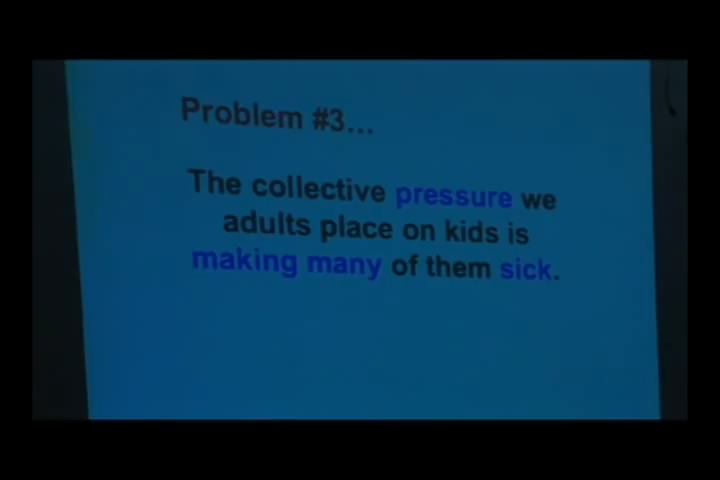 Problem #3...
The collective pressure we
adults place on kids is
making many of them sick.